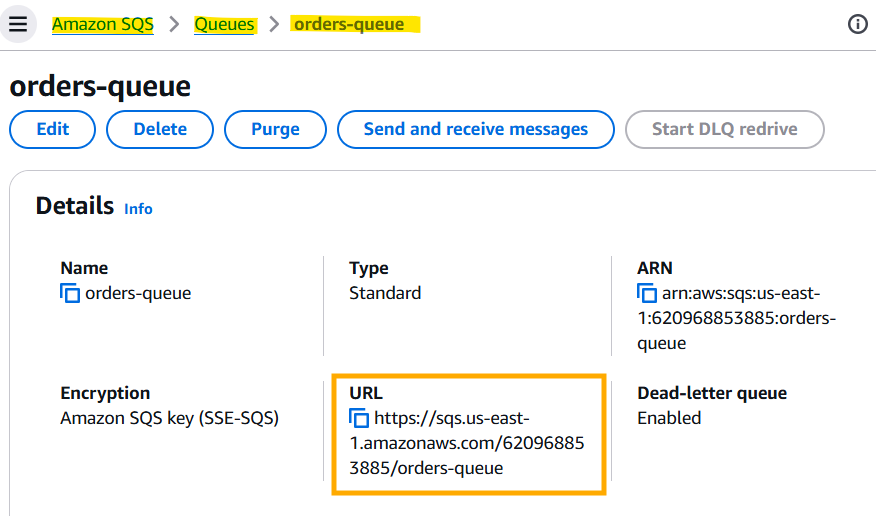 Amazon SQS > Queues > orders-queue
orders-queue
Edit Delete Purge Send and receive messages Start DLQ redrive
Details Info
Name
orders-queue
Type
Standard
ARN
arn:aws:sqs:us-east-
1:620968853885:orders-
queue
Encryption
Amazon SQS key (SSE-SQS)
URL
https://sqs.us-east-
1.amazonaws.com/62096885
3885/orders-queue
Dead-letter queue
Enabled